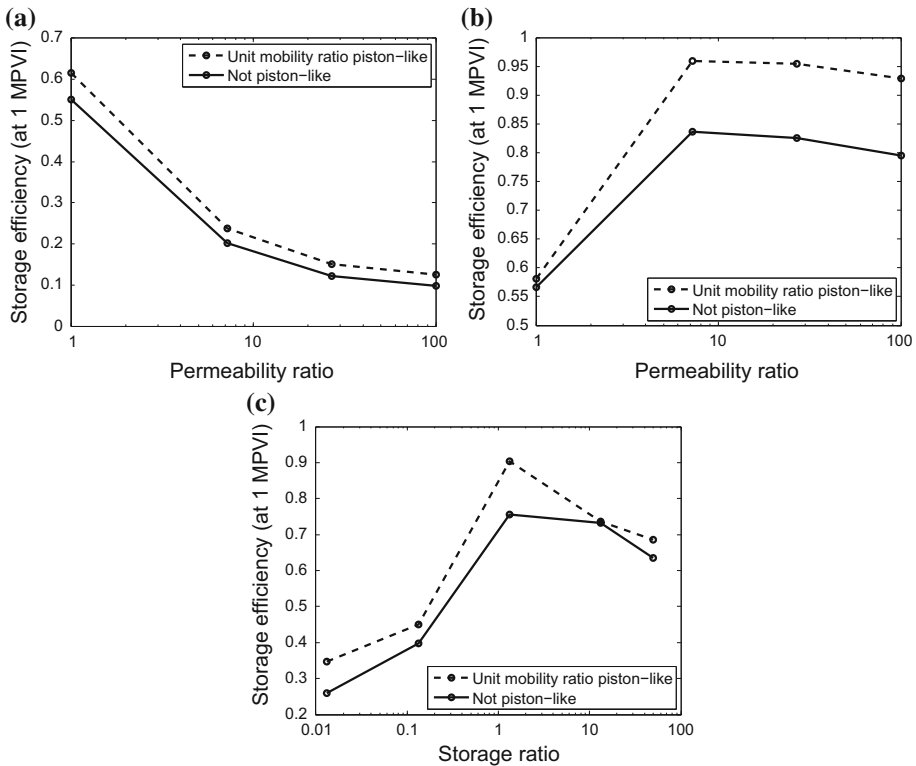 (a)
0.7
0.6
0.5
0.4
0.3
0.2
0.1
0
Storage efficiency (at 1 MPVI)
Unit mobility ratio piston−like
Not piston−like
1
10
100
Permeability ratio
(b)
1
0.95
0.9
0.85
0.8
0.75
0.7
0.65
0.6
0.55
0.5
Storage efficiency (at 1 MPVI)
Unit mobility ratio piston−like
Not piston−like
1
10
100
Permeability ratio
(c)
1
0.9
0.8
0.7
0.6
0.5
0.4
0.3
0.2
Storage efficiency (at 1 MPVI)
Unit mobility ratio piston−like
Not piston−like
0.01
0.1
1
10
100
Storage ratio